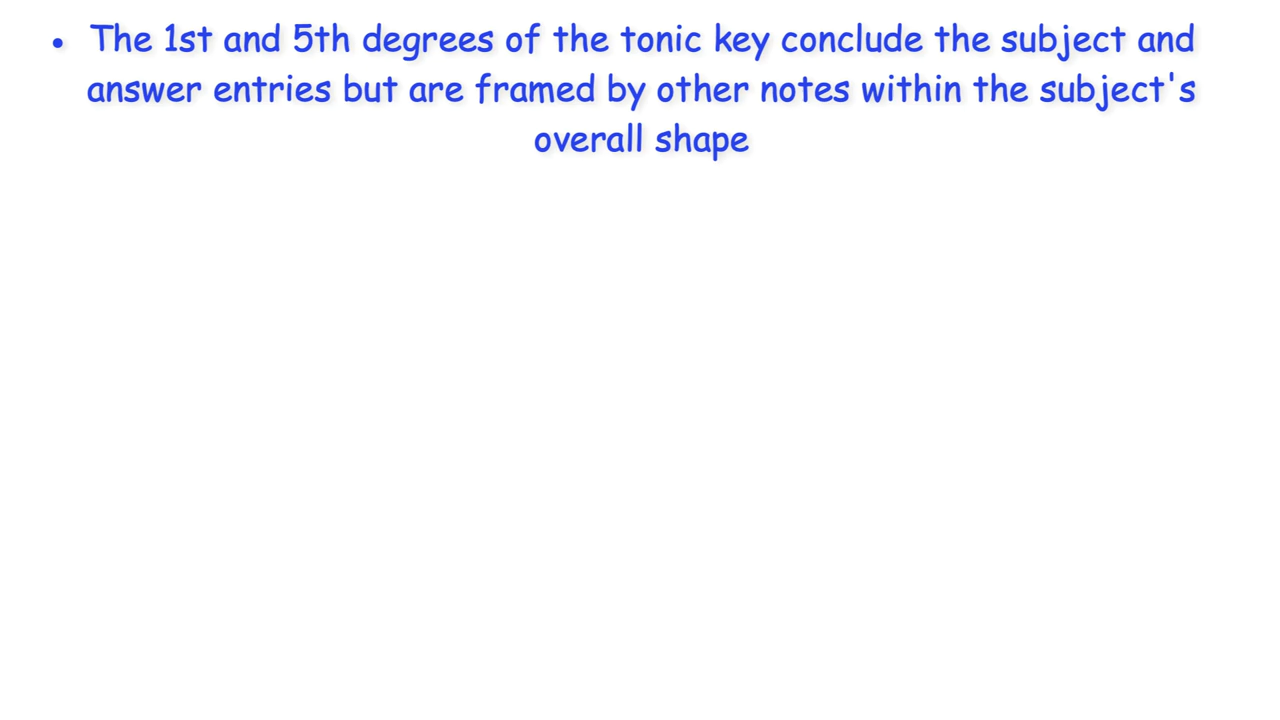 • The 1st and 5th degrees of the tonic key conclude the subject and
answer entries but are framed by other notes within the subject's
overall shape